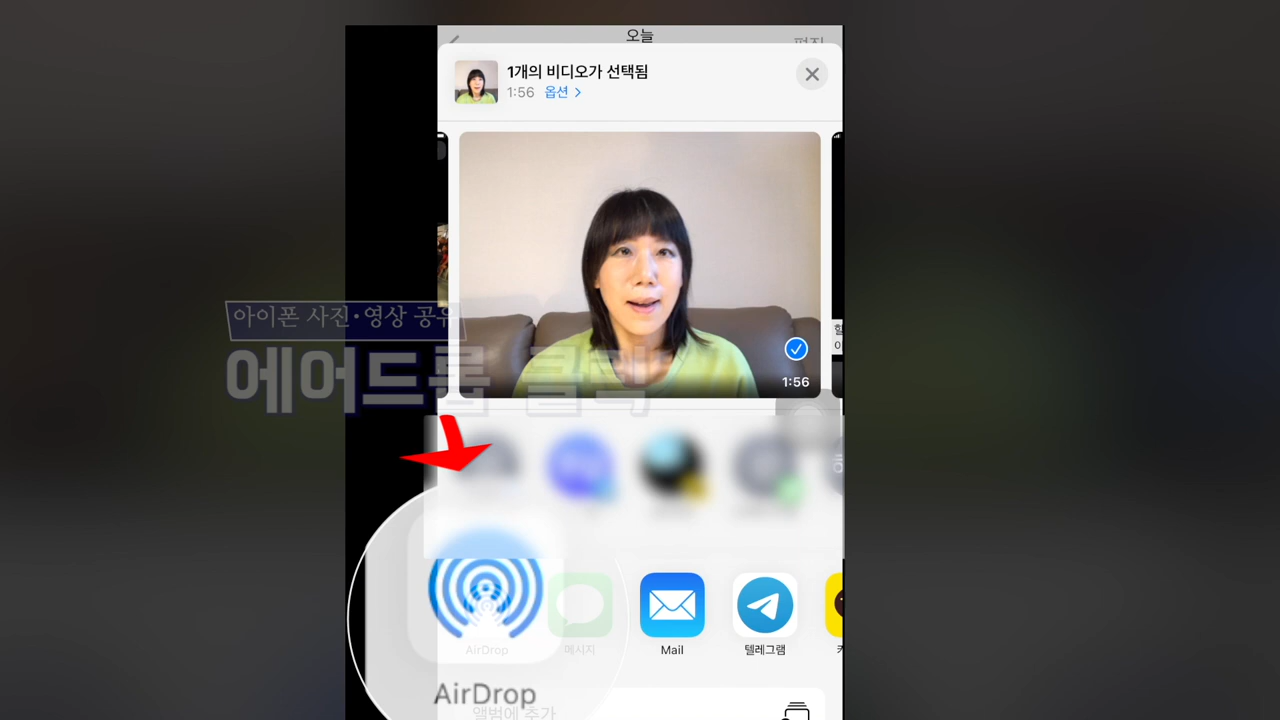 오늘
편집
1개의 비디오가 선택됨
1:56 옵션
1:56
아이폰 사진·영상 공유
에어드롭 클릭
AirDrop
메시지
Mail
텔레그램
AirDrop
앨범에 추가